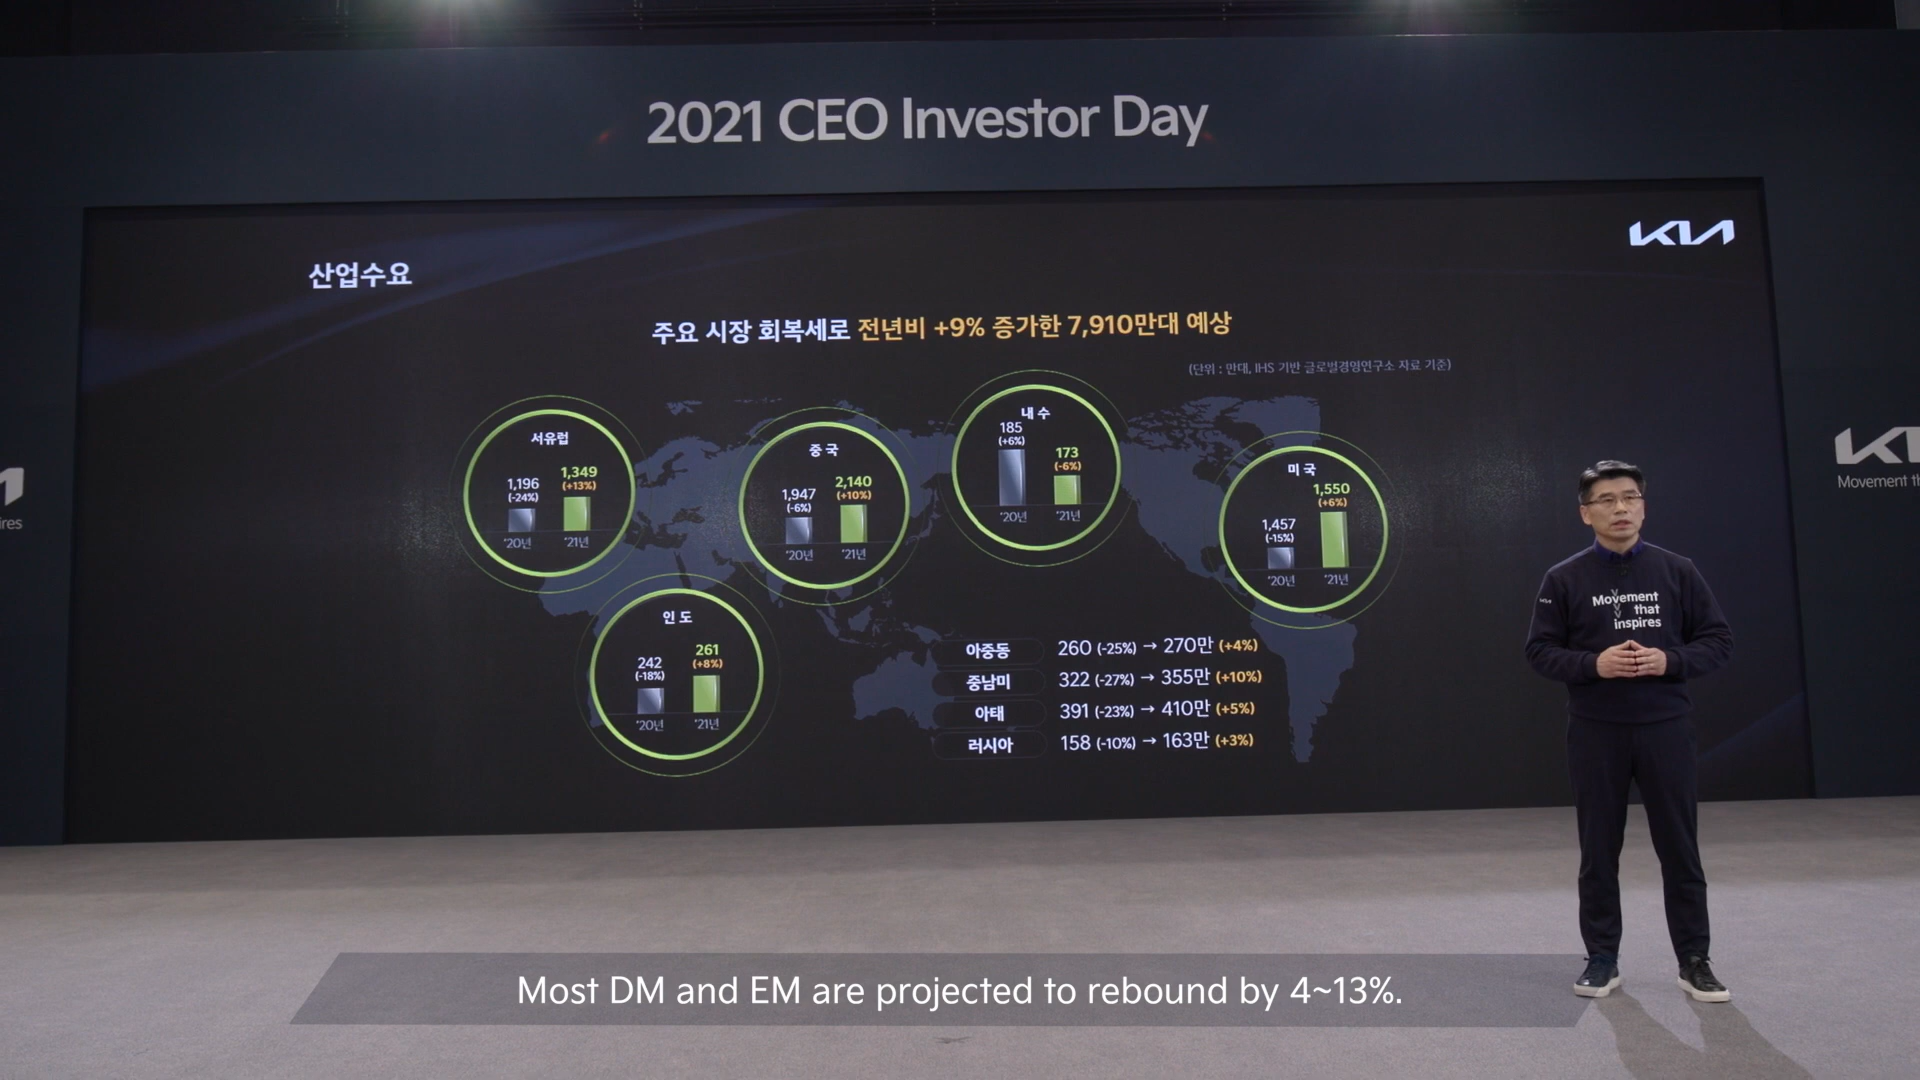 2021 CEO Investor Day
KIA
산업수요
주요 시장 회복세로 전년비 +9% 증가한 7,910만대 예상
(단위 : 만대, IHS 기반 글로벌경영연구소 자료 기준)
서유럽
1,196
(-24%)
1,349
(+13%)
'20년
'21년
중 국
1,947
(-6%)
2,140
(+10%)
'20년
'21년
내 수
185
(+6%)
173
(-6%)
'20년
'21년
미 국
1,457
(-15%)
1,550
(+6%)
'20년
'21년
인 도
242
(-18%)
261
(+8%)
'20년
'21년
아중동 260 (-25%) → 270만 (+4%)
중남미 322 (-27%) → 355만 (+10%)
아태 391 (-23%) → 410만 (+5%)
러시아 158 (-10%) → 163만 (+3%)
ires
Movement th
KIA
Movement
that
inspires
Most DM and EM are projected to rebound by 4~13%.